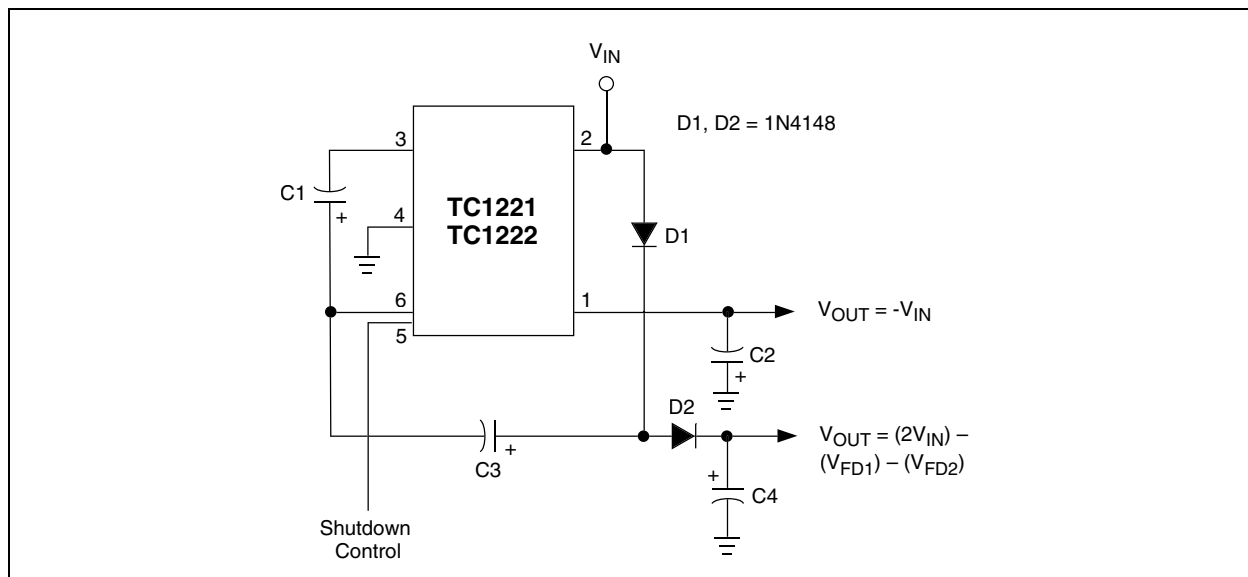 V_IN
D1, D2 = 1N4148
3
2
C1
+
4
TC1221
TC1222
D1
6
1
5
V_OUT = -V_IN
C2
+
D2
C3
+
V_OUT = (2V_IN) –
(V_FD1) – (V_FD2)
+
C4
Shutdown
Control